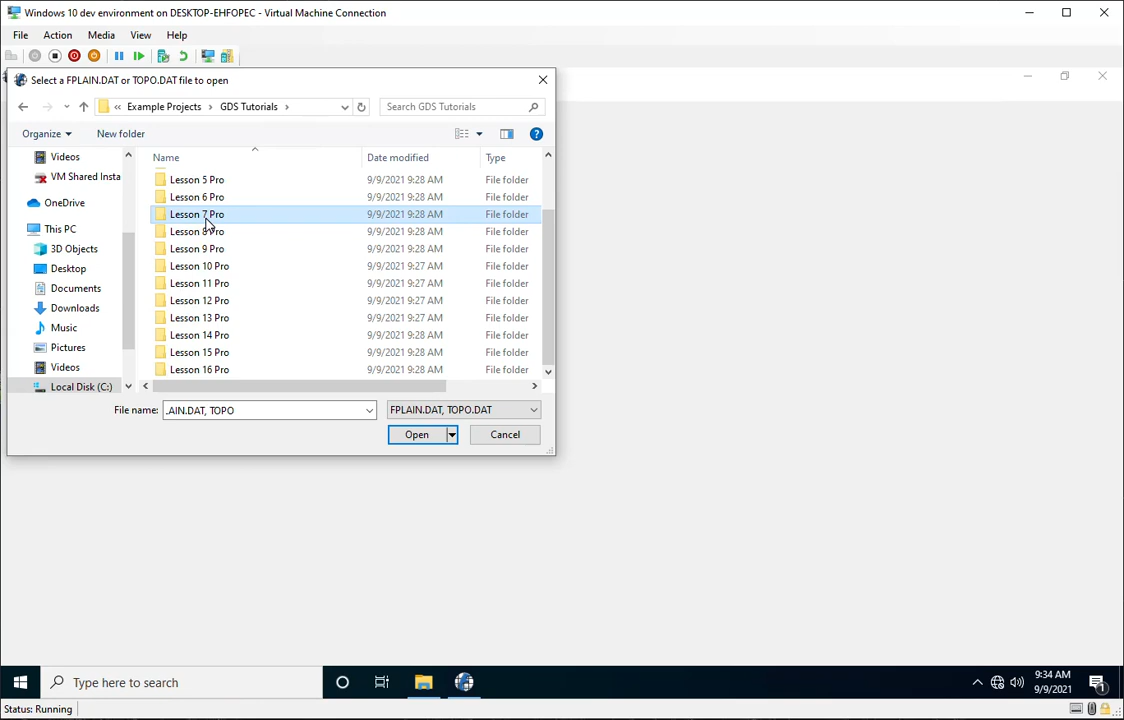 Windows 10 dev environment on DESKTOP-EHFOPEC - Virtual Machine Connection
File Action Media View Help
Select a FPLAIN.DAT or TOPO.DAT file to open
« Example Projects > GDS Tutorials >
Search GDS Tutorials
Organize
New folder
Videos
VM Shared Insta
OneDrive
This PC
3D Objects
Desktop
Documents
Downloads
Music
Pictures
Videos
Local Disk (C:)
Name Date modified Type
Lesson 5 Pro 9/9/2021 9:28 AM File folder
Lesson 6 Pro 9/9/2021 9:28 AM File folder
Lesson 7 Pro 9/9/2021 9:28 AM File folder
Lesson 8 Pro 9/9/2021 9:28 AM File folder
Lesson 9 Pro 9/9/2021 9:28 AM File folder
Lesson 10 Pro 9/9/2021 9:27 AM File folder
Lesson 11 Pro 9/9/2021 9:27 AM File folder
Lesson 12 Pro 9/9/2021 9:27 AM File folder
Lesson 13 Pro 9/9/2021 9:27 AM File folder
Lesson 14 Pro 9/9/2021 9:28 AM File folder
Lesson 15 Pro 9/9/2021 9:28 AM File folder
Lesson 16 Pro 9/9/2021 9:28 AM File folder
File name: .AIN.DAT, TOPO
FPLAIN.DAT, TOPO.DAT
Open
Cancel
Type here to search
9:34 AM
9/9/2021
1
Status: Running